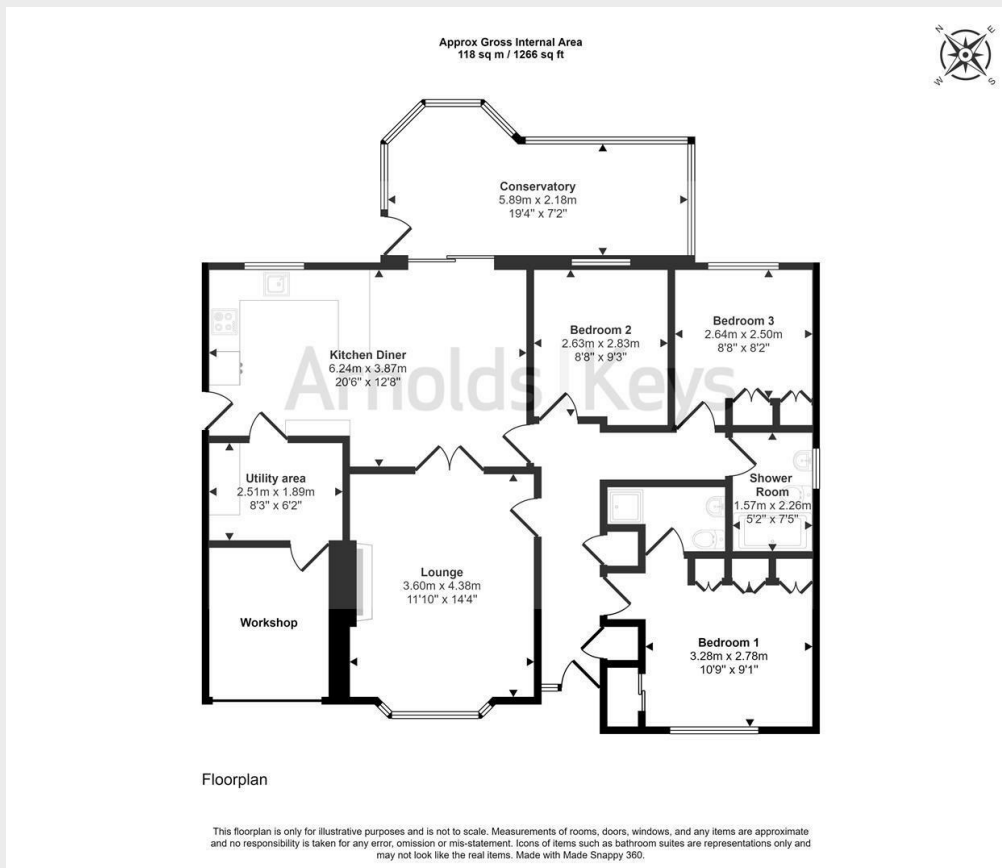 Approx Gross Internal Area
118 sq m / 1266 sq ft
N
E
W
S
Conservatory
5.89m x 2.18m
19'4" x 7'2"
Kitchen Diner
6.24m x 3.87m
20'6" x 12'8"
Bedroom 2
2.63m x 2.83m
8'8" x 9'3"
Bedroom 3
2.64m x 2.50m
8'8" x 8'2"
Arnolds | Keys
Utility area
2.51m x 1.89m
8'3" x 6'2"
Shower
Room
1.57m x 2.26m
5'2" x 7'5"
Lounge
3.60m x 4.38m
11'10" x 14'4"
Workshop
Bedroom 1
3.28m x 2.78m
10'9" x 9'1"
Floorplan
This floorplan is only for illustrative purposes and is not to scale. Measurements of rooms, doors, windows, and any items are approximate
and no responsibility is taken for any error, omission or mis-statement. Icons of items such as bathroom suites are representations only and
may not look like the real items. Made with Made Snappy 360.